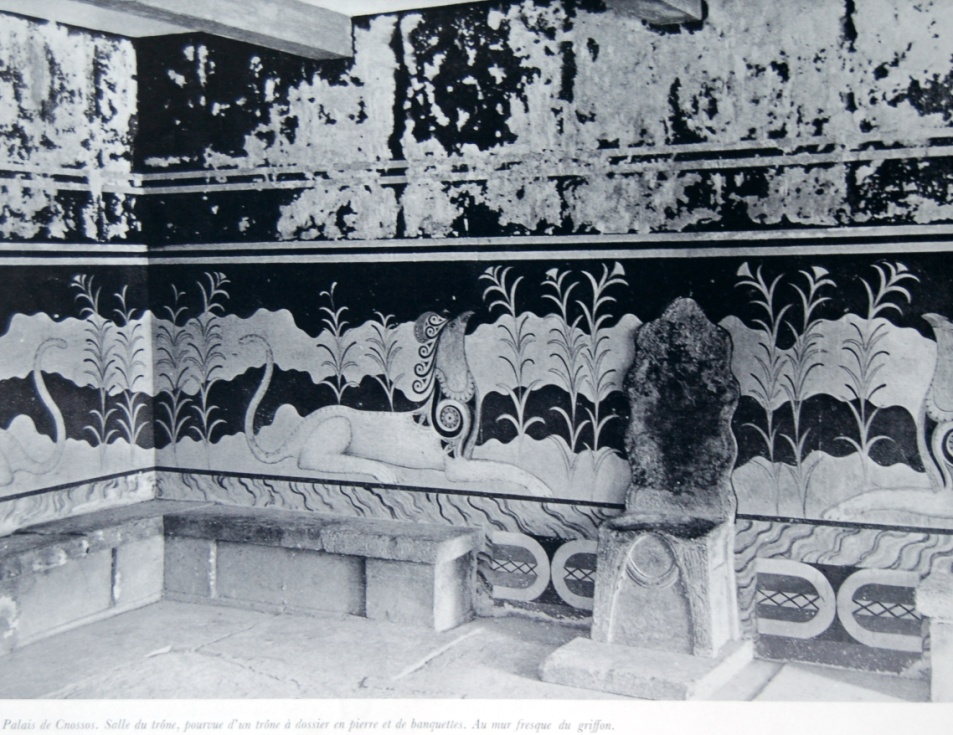 Palais de Cnossos. Salle du trône, pourvue d'un trône à dossier en pierre et de banquettes. Au mur fresque du griffon.